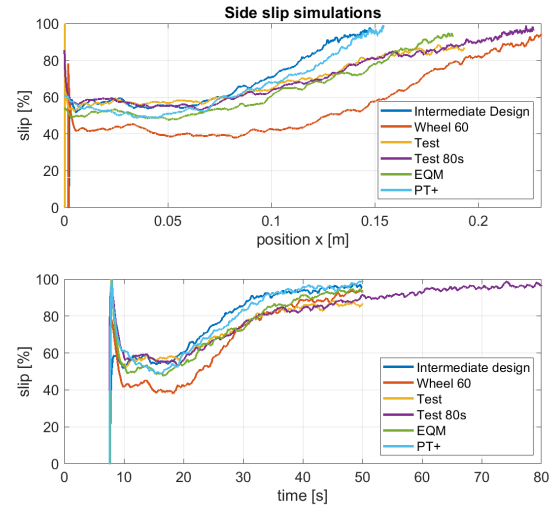 Side slip simulations
100
80
60
40
20
0
slip [%]
0 0.05 0.1 0.15 0.2
position x [m]
Intermediate Design
Wheel 60
Test
Test 80s
EQM
PT+
100
80
60
40
20
0
slip [%]
0 10 20 30 40 50 60 70 80
time [s]
Intermediate design
Wheel 60
Test
Test 80s
EQM
PT+